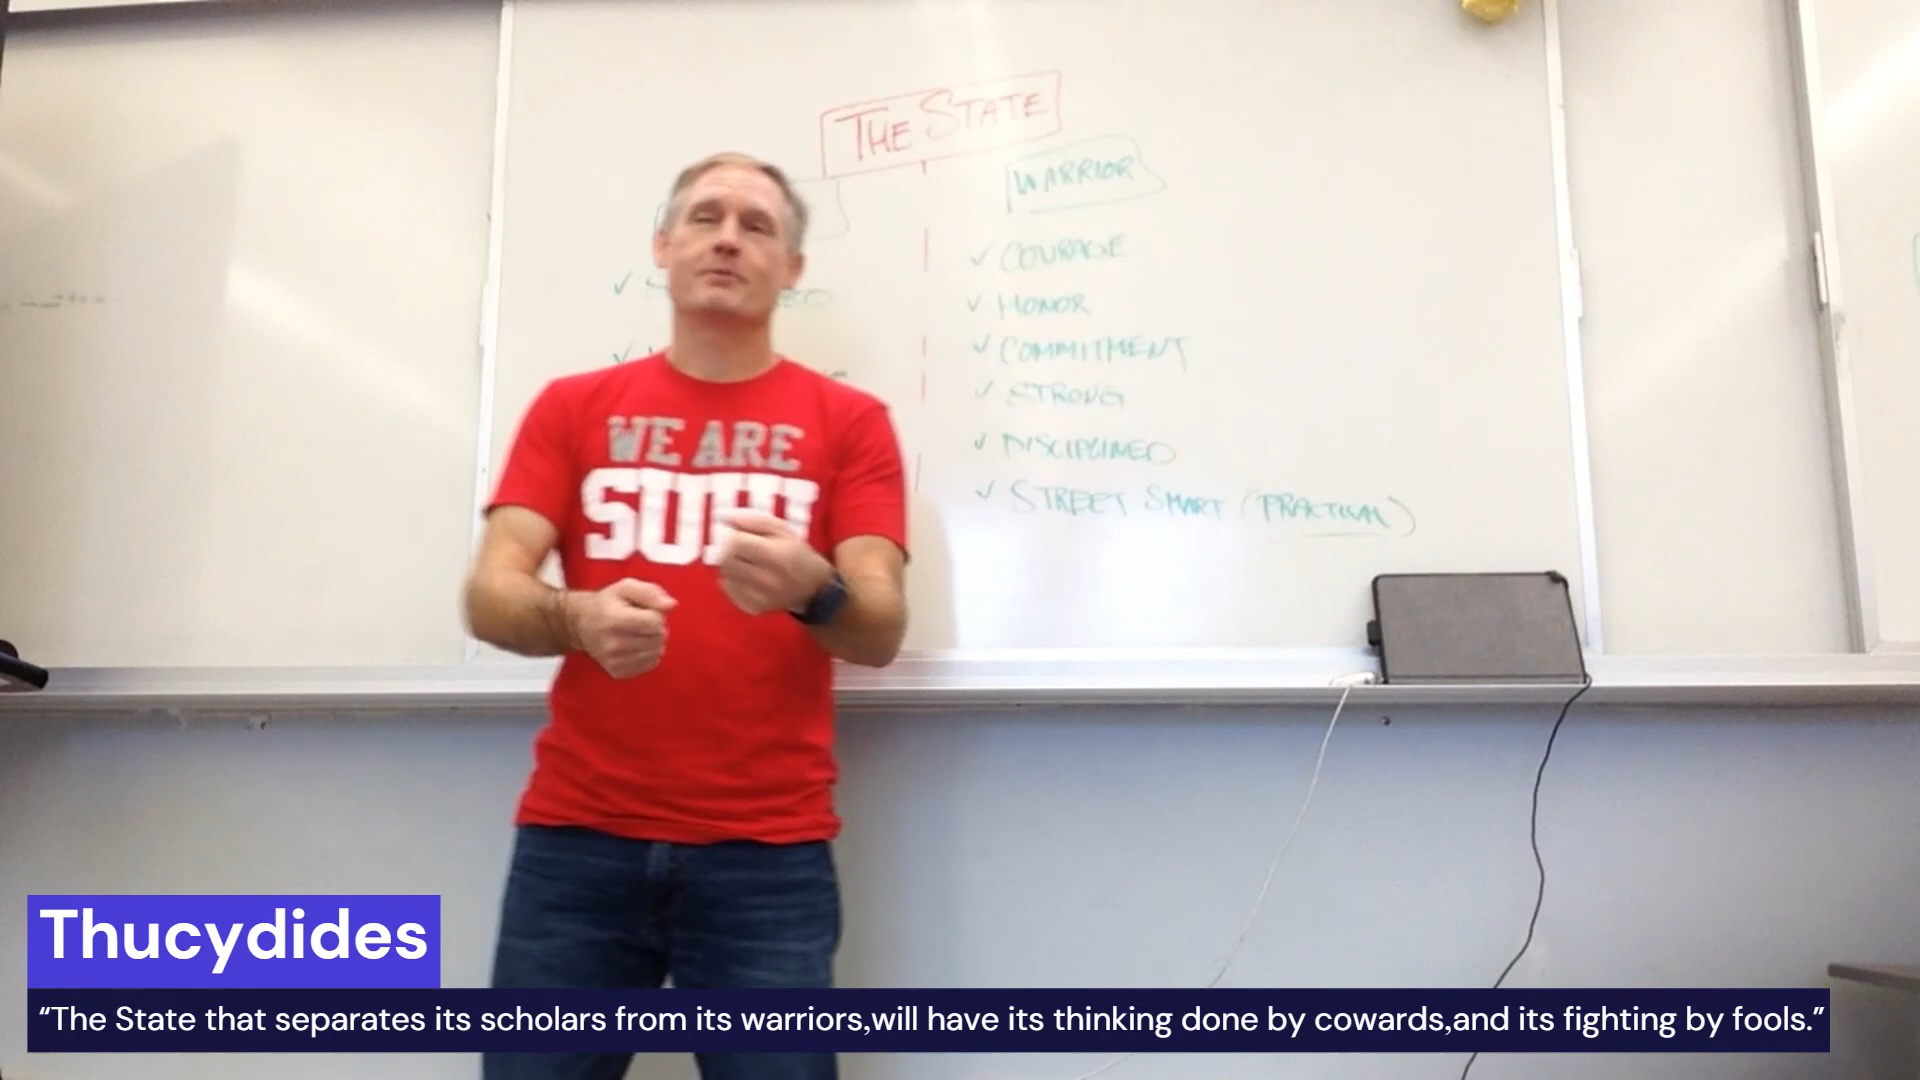 THE STATE
WARRIOR
✓ COURAGE
✓ HONOR
✓ COMMITMENT
✓ STRONG
✓ DISCIPLINED
✓ STREET SMART (PRACTICAL)
WE ARE
Thucydides
“The State that separates its scholars from its warriors,will have its thinking done by cowards,and its fighting by fools.”